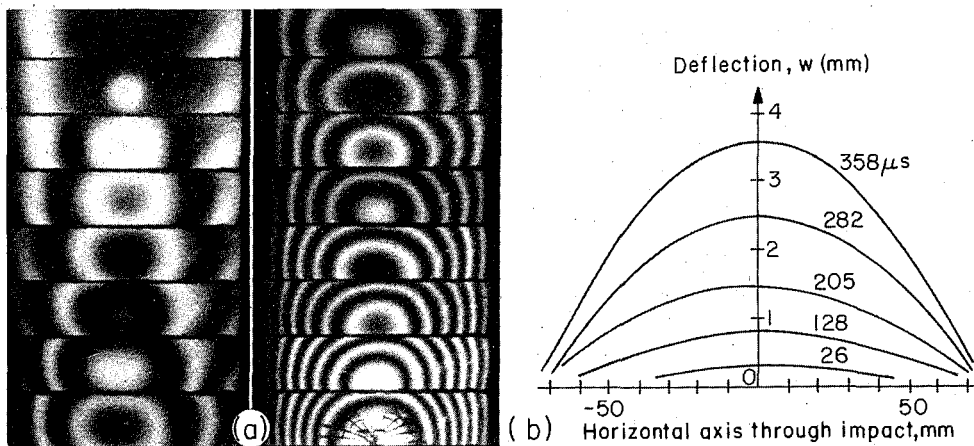 Deflection, w (mm)
4
3
2
1
0
358μs
282
205
128
26
-50
50
(a)
(b)
Horizontal axis through impact, mm